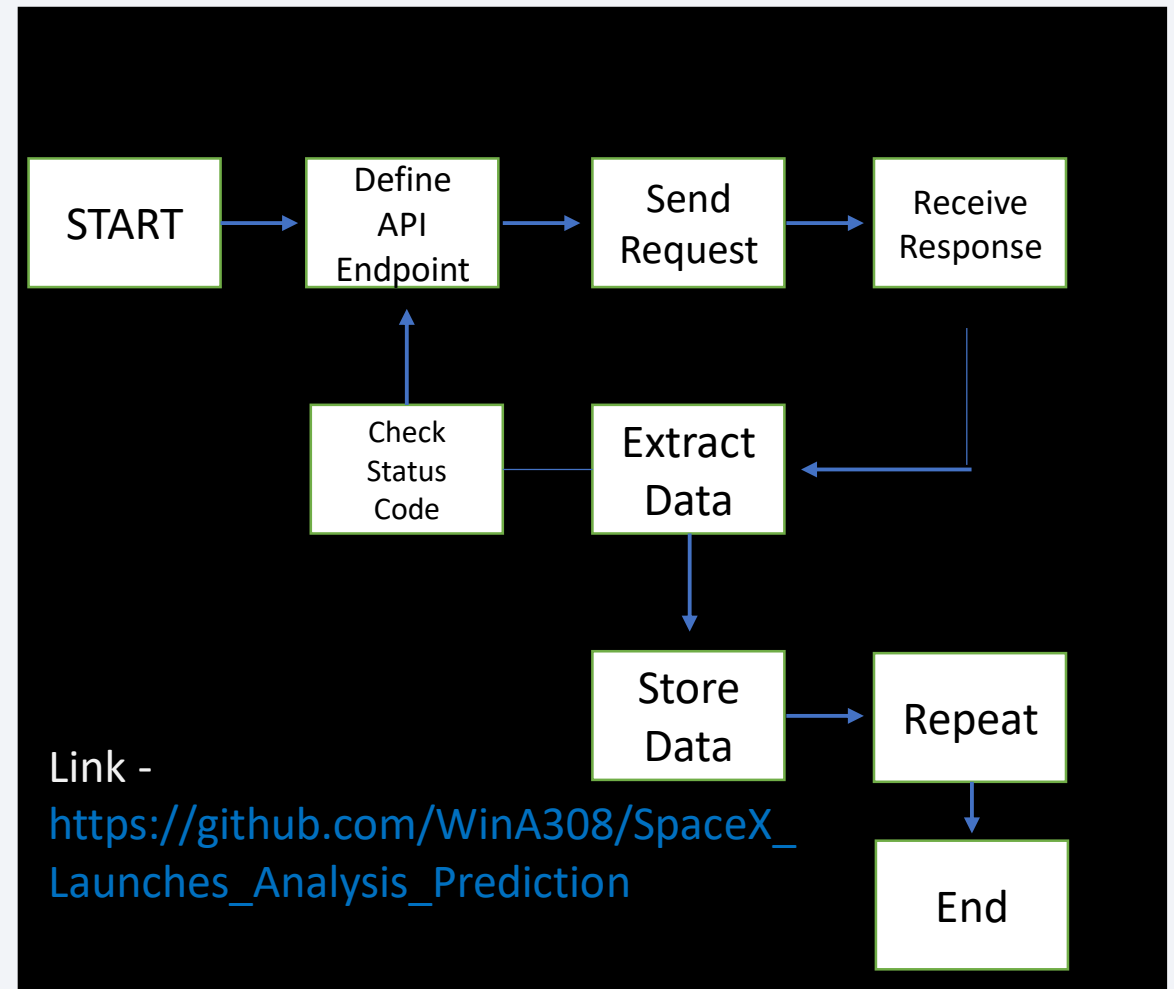 START
Define
API
Endpoint
Send
Request
Receive
Response
Check
Status
Code
Extract
Data
Store
Data
Repeat
End
Link -
https://github.com/WinA308/SpaceX_
Launches_Analysis_Prediction